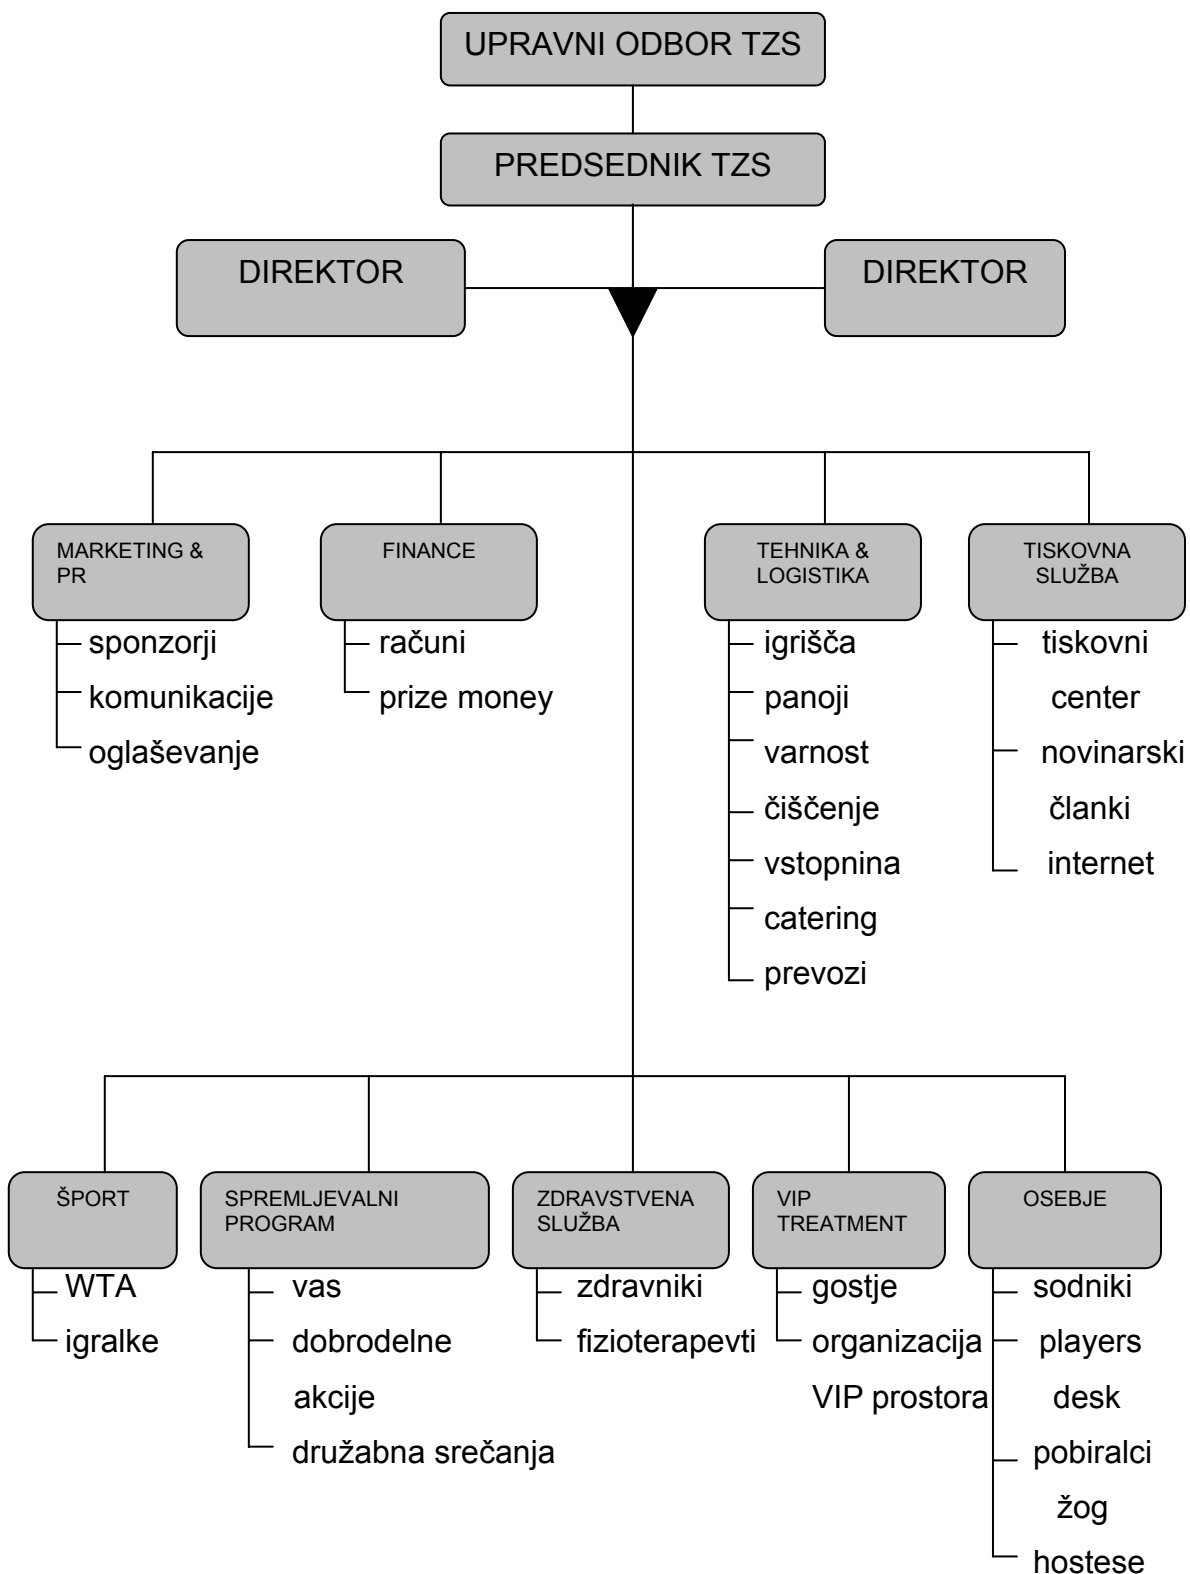 UPRAVNI ODBOR TZS
PREDSEDNIK TZS
DIREKTOR
DIREKTOR
MARKETING &
PR
sponzorji
komunikacije
oglaševanje
FINANCE
računi
prize money
TEHNIKA &
LOGISTIKA
igrišča
panoji
varnost
čiščenje
vstopnina
catering
prevozi
TISKOVNA
SLUŽBA
tiskovni
center
novinarski
članki
internet
ŠPORT
WTA
igralke
SPREMLJEVALNI
PROGRAM
vas
dobrodelne
akcije
družabna srečanja
ZDRAVSTVENA
SLUŽBA
zdravniki
fizioterapevti
VIP
TREATMENT
gostje
organizacija
VIP prostora
OSEBJE
sodniki
players
desk
pobiralci
žog
hostese